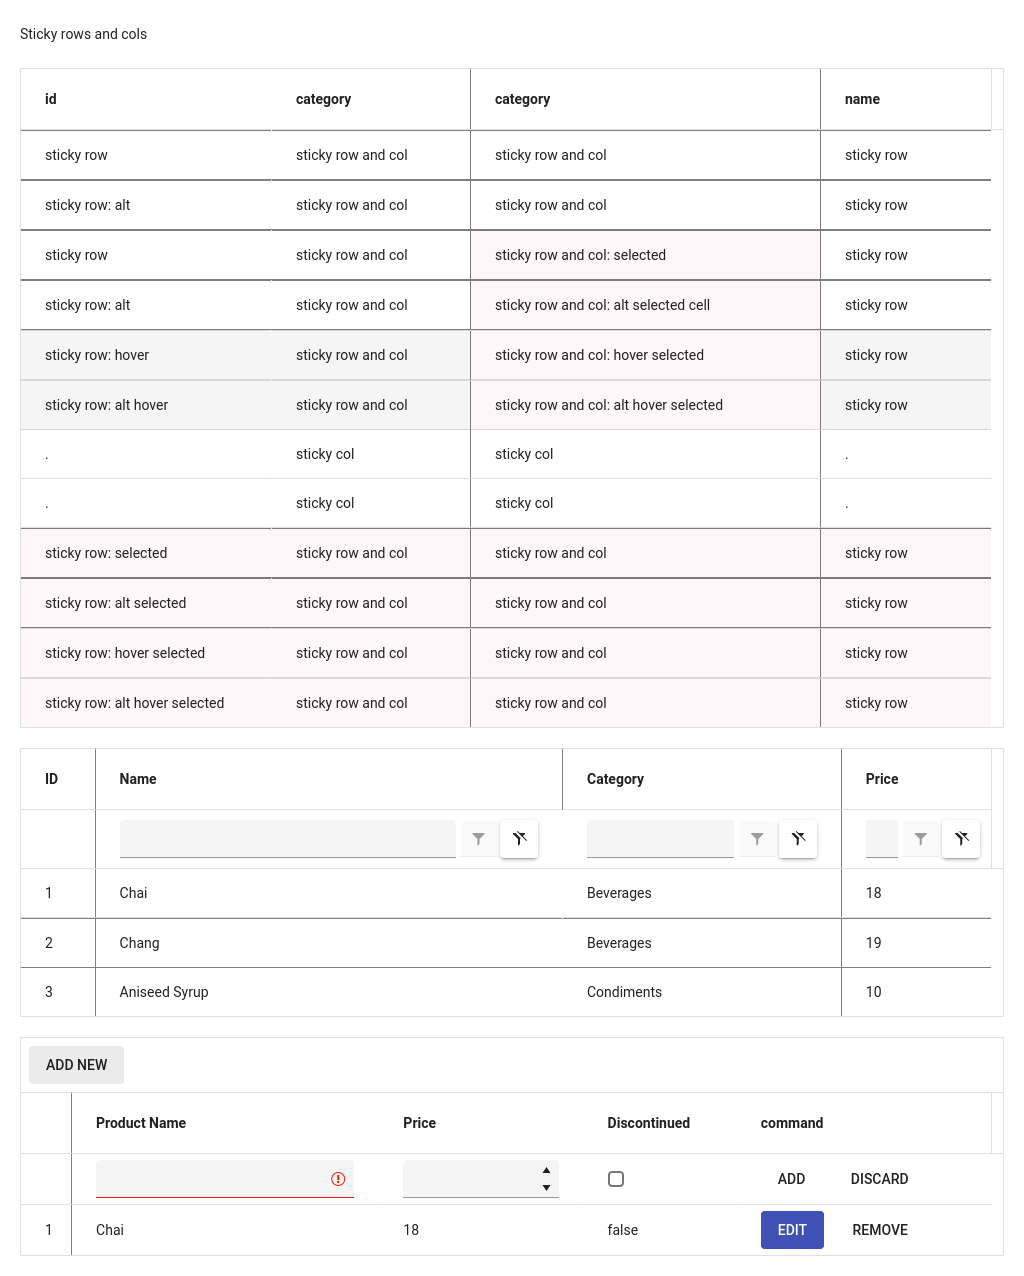 Sticky rows and cols
id category category name
sticky row sticky row and col sticky row and col sticky row
sticky row: alt sticky row and col sticky row and col sticky row
sticky row sticky row and col sticky row and col: selected sticky row
sticky row: alt sticky row and col sticky row and col: alt selected cell sticky row
sticky row: hover sticky row and col sticky row and col: hover selected sticky row
sticky row: alt hover sticky row and col sticky row and col: alt hover selected sticky row
. sticky col sticky col .
. sticky col sticky col .
sticky row: selected sticky row and col sticky row and col sticky row
sticky row: alt selected sticky row and col sticky row and col sticky row
sticky row: hover selected sticky row and col sticky row and col sticky row
sticky row: alt hover selected sticky row and col sticky row and col sticky row
ID Name Category Price
1 Chai Beverages 18
2 Chang Beverages 19
3 Aniseed Syrup Condiments 10
ADD NEW
Product Name Price Discontinued command
ADD DISCARD
1 Chai 18 false EDIT REMOVE